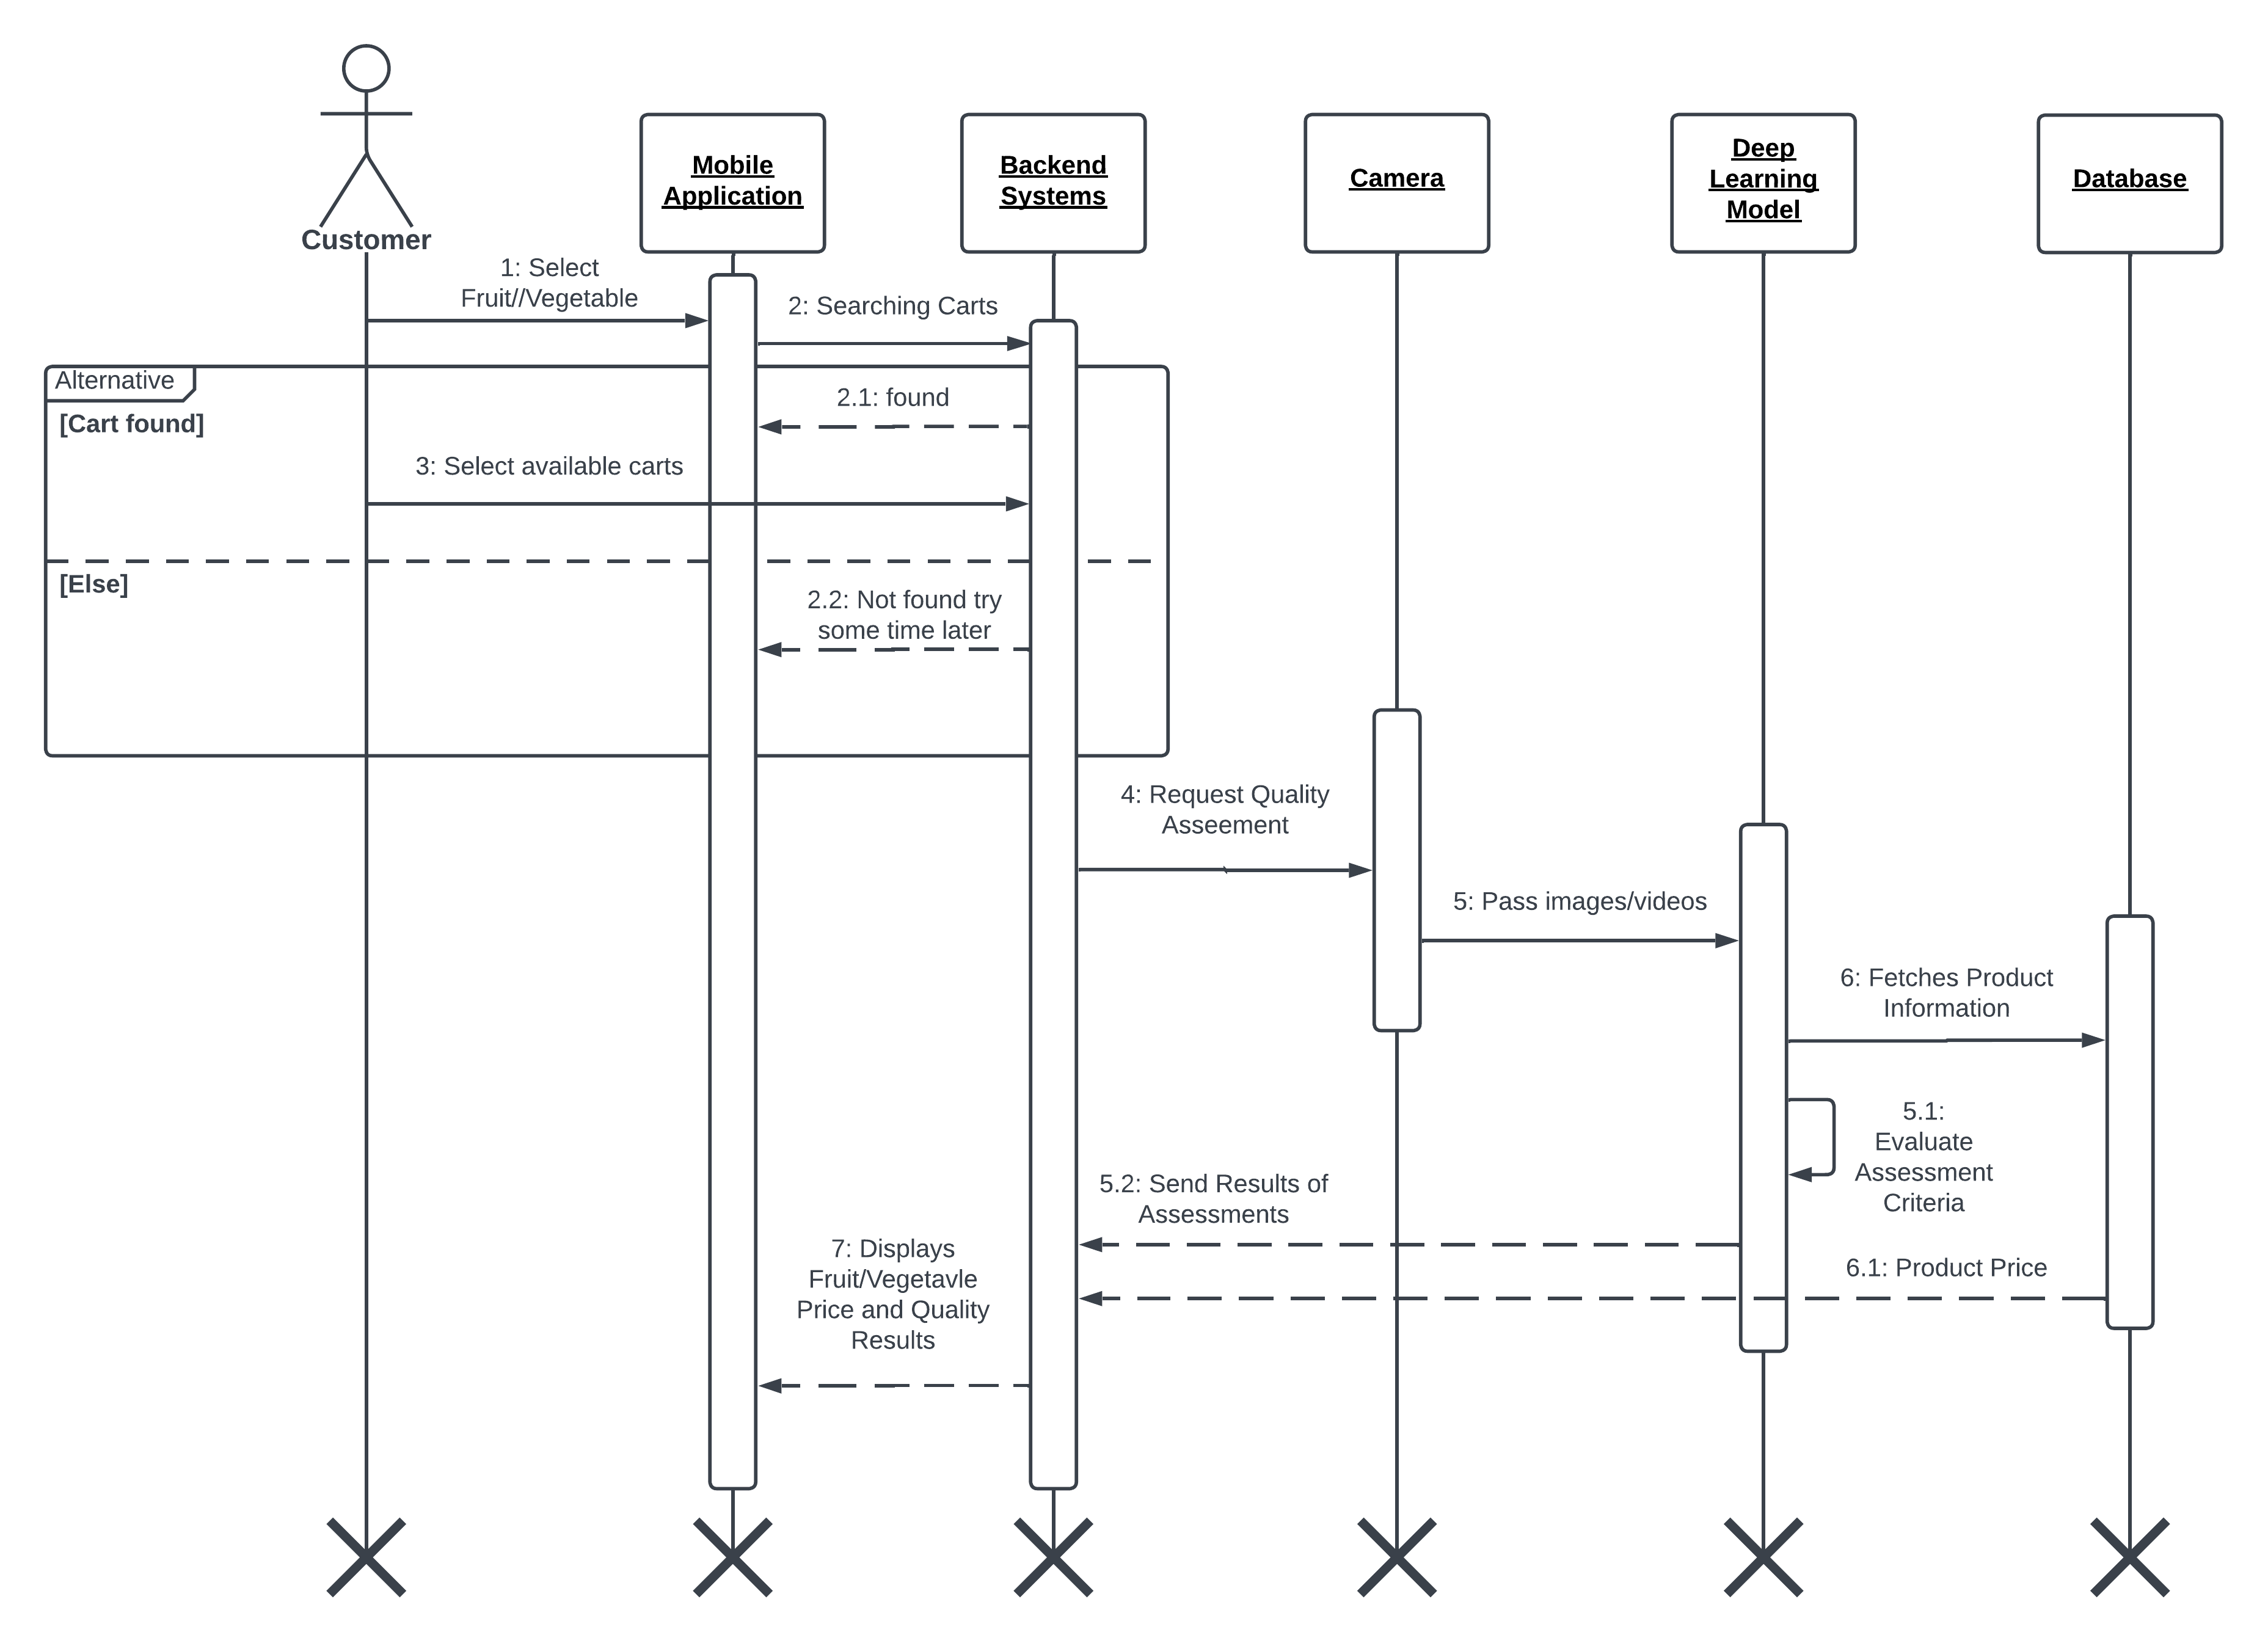 Customer
Mobile
Application
Backend
Systems
Camera
Deep
Learning
Model
Database
1: Select
Fruit//Vegetable
2: Searching Carts
Alternative
[Cart found]
2.1: found
3: Select available carts
[Else]
2.2: Not found try
some time later
4: Request Quality
Asseement
5: Pass images/videos
6: Fetches Product
Information
5.1:
Evaluate
Assessment
Criteria
5.2: Send Results of
Assessments
6.1: Product Price
7: Displays
Fruit/Vegetavle
Price and Quality
Results